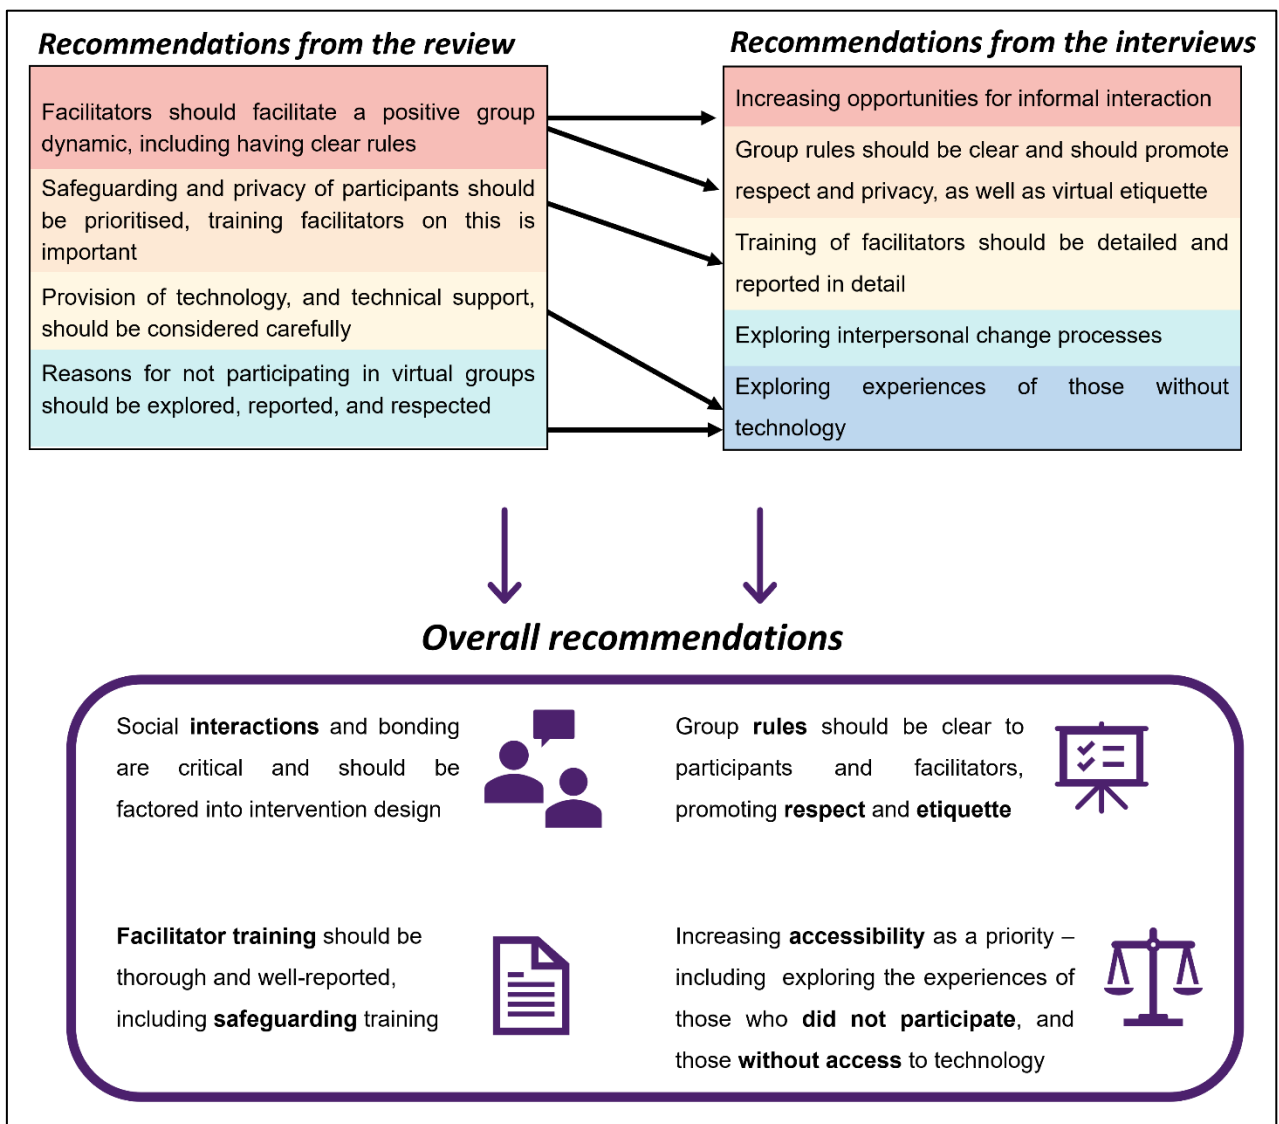 Recommendations from the review
Facilitators should facilitate a positive group
dynamic, including having clear rules
Safeguarding and privacy of participants should
be prioritised, training facilitators on this is
important
Provision of technology, and technical support,
should be considered carefully
Reasons for not participating in virtual groups
should be explored, reported, and respected
Recommendations from the interviews
Increasing opportunities for informal interaction
Group rules should be clear and should promote
respect and privacy, as well as virtual etiquette
Training of facilitators should be detailed and
reported in detail
Exploring interpersonal change processes
Exploring experiences of those without
technology
Overall recommendations
Social interactions and bonding
are critical and should be
factored into intervention design
Group rules should be clear to
participants and facilitators,
promoting respect and etiquette
Facilitator training should be
thorough and well-reported,
including safeguarding training
Increasing accessibility as a priority –
including exploring the experiences of
those who did not participate, and
those without access to technology